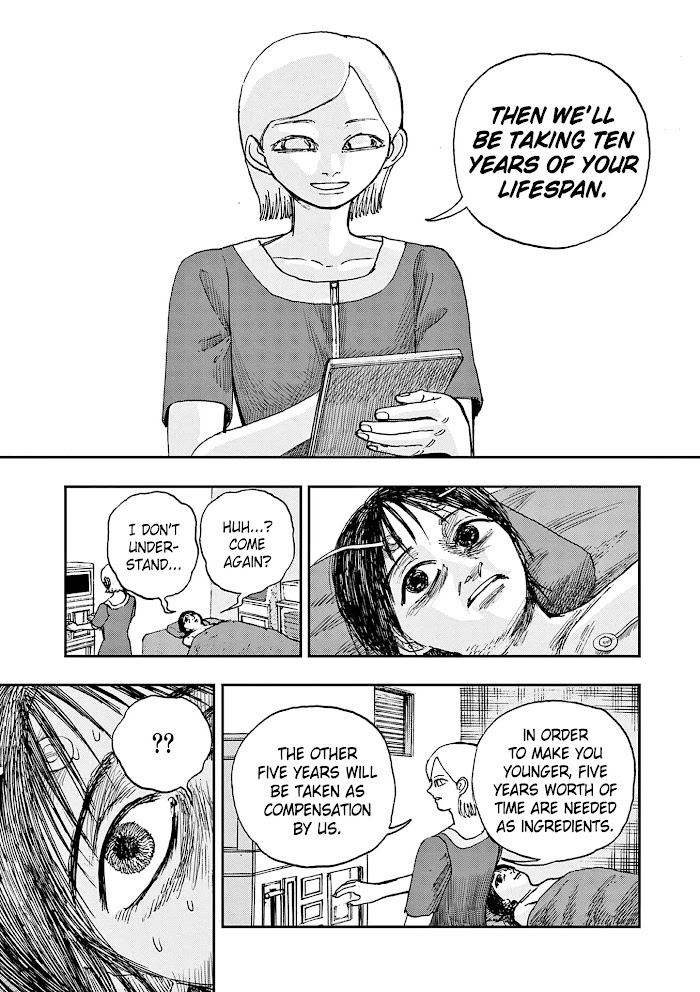 THEN WE'LL
BE TAKING TEN
YEARS OF YOUR
LIFESPAN.
HUH...?
COME
AGAIN?
I DON'T
UNDER-
STAND...
IN ORDER
TO MAKE YOU
YOUNGER, FIVE
YEARS WORTH OF
TIME ARE NEEDED
AS INGREDIENTS.
THE OTHER
FIVE YEARS WILL
BE TAKEN AS
COMPENSATION
BY US.
??